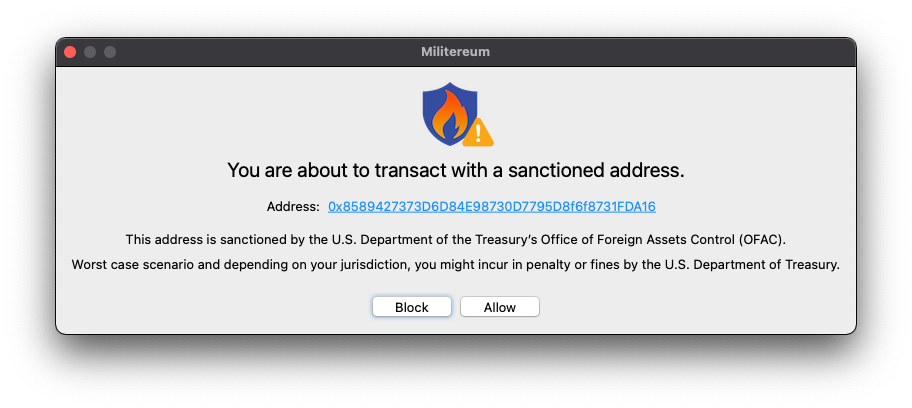 Militereum
You are about to transact with a sanctioned address.
Address: 0x8589427373D6D84E98730D7795D8f6f8731FDA16
This address is sanctioned by the U.S. Department of the Treasury's Office of Foreign Assets Control (OFAC).
Worst case scenario and depending on your jurisdiction, you might incur in penalty or fines by the U.S. Department of Treasury.
Block Allow